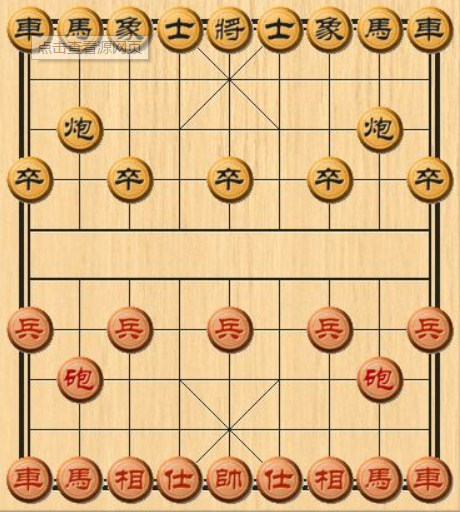 車馬象士將士象馬車
点击查看源网页
炮炮
卒卒卒卒卒
兵兵兵兵兵
砲砲
車馬相仕帥仕相馬車